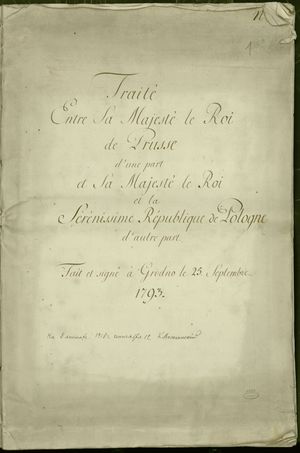 Traité
Entre Sa Majesté le Roi
de Prusse
d'une part
et Sa Majesté le Roi
et la
Sérénissime République de Pologne
d'autre part.
Fait et signé à Grodno le 25. Septembre
1793.